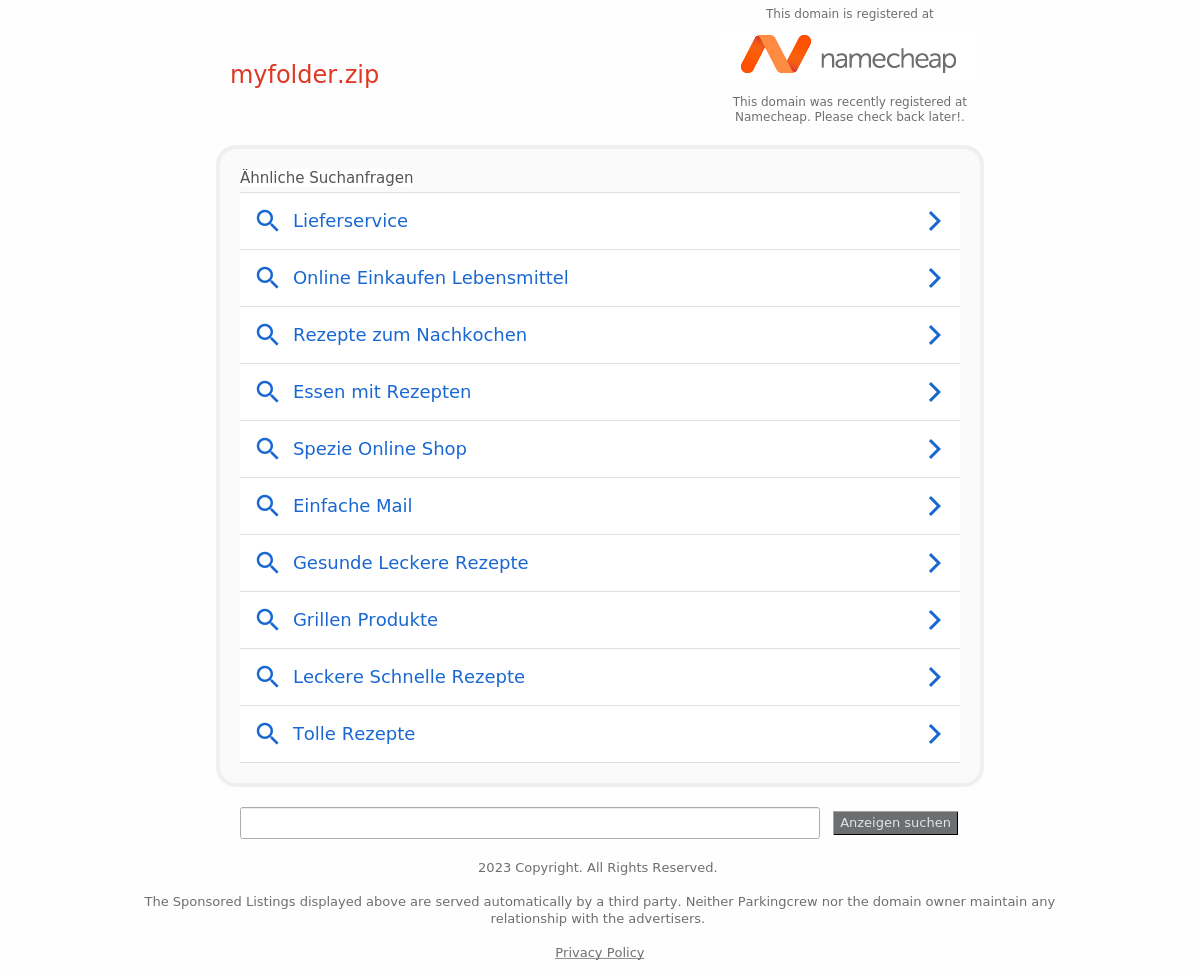 This domain is registered at
myfolder.zip
namecheap
This domain was recently registered at
Namecheap. Please check back later!.
Ähnliche Suchanfragen
Lieferservice
Online Einkaufen Lebensmittel
Rezepte zum Nachkochen
Essen mit Rezepten
Spezie Online Shop
Einfache Mail
Gesunde Leckere Rezepte
Grillen Produkte
Leckere Schnelle Rezepte
Tolle Rezepte
Anzeigen suchen
2023 Copyright. All Rights Reserved.
The Sponsored Listings displayed above are served automatically by a third party. Neither Parkingcrew nor the domain owner maintain any
relationship with the advertisers.
Privacy Policy